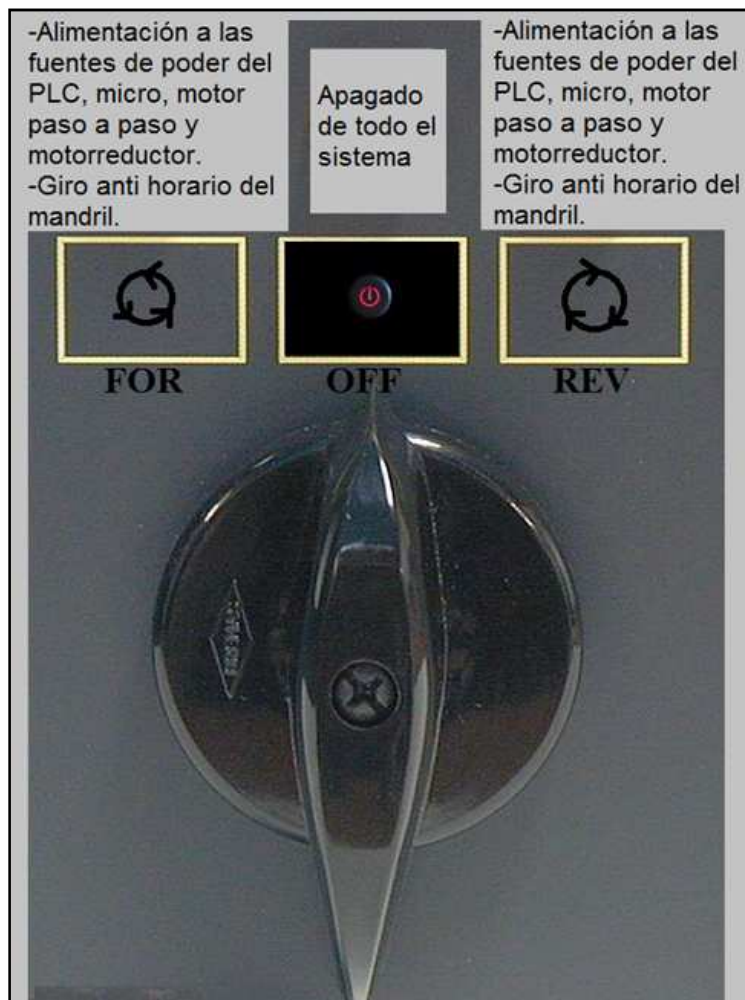 -Alimentación a las
fuentes de poder del
PLC, micro, motor
paso a paso y
motorreductor.
-Giro anti horario del
mandril.
Apagado
de todo el
sistema
-Alimentación a las
fuentes de poder del
PLC, micro, motor
paso a paso y
motorreductor.
-Giro anti horario del
mandril.
FOR
OFF
REV